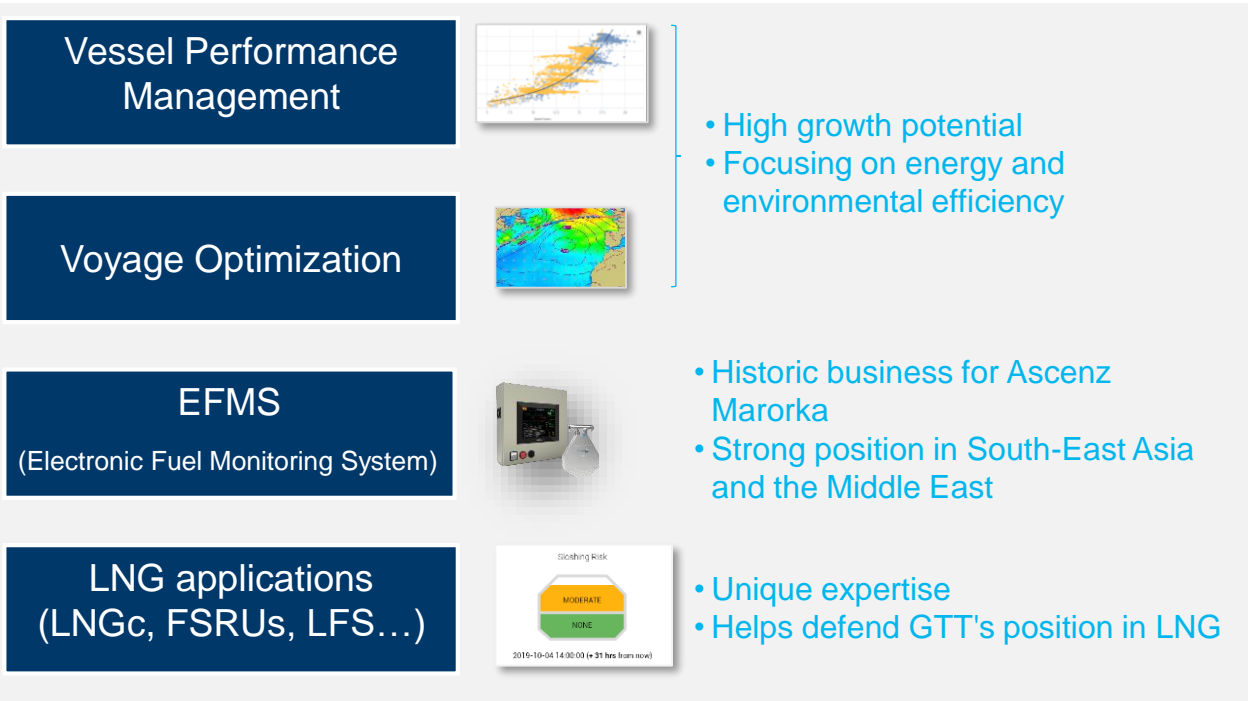 Vessel Performance
Management
• High growth potential
• Focusing on energy and
environmental efficiency
Voyage Optimization
EFMS
(Electronic Fuel Monitoring System)
• Historic business for Ascenz
Marorka
• Strong position in South-East Asia
and the Middle East
LNG applications
(LNGc, FSRUs, LFS…)
Sloshing Risk
MODERATE
NONE
2019-10-04 14:00:00 (+ 31 hrs from now)
• Unique expertise
• Helps defend GTT's position in LNG